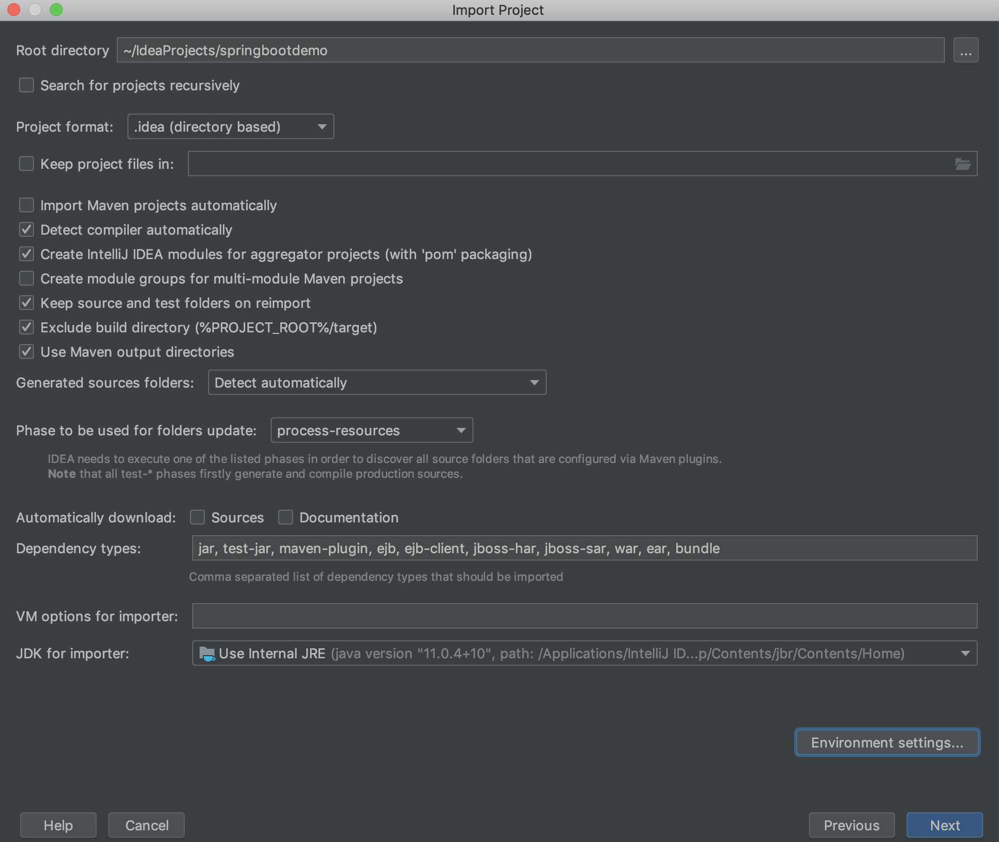 Import Project
Root directory ~/IdeaProjects/springbootdemo ...
Search for projects recursively
Project format: .idea (directory based)
Keep project files in:
Import Maven projects automatically
Detect compiler automatically
Create IntelliJ IDEA modules for aggregator projects (with 'pom' packaging)
Create module groups for multi-module Maven projects
Keep source and test folders on reimport
Exclude build directory (%PROJECT_ROOT%/target)
Use Maven output directories
Generated sources folders: Detect automatically
Phase to be used for folders update: process-resources
IDEA needs to execute one of the listed phases in order to discover all source folders that are configured via Maven plugins.
Note that all test-* phases firstly generate and compile production sources.
Automatically download: Sources Documentation
Dependency types: jar, test-jar, maven-plugin, ejb, ejb-client, jboss-har, jboss-sar, war, ear, bundle
Comma separated list of dependency types that should be imported
VM options for importer:
JDK for importer: Use Internal JRE (java version "11.0.4+10", path: /Applications/IntelliJ ID...p/Contents/jbr/Contents/Home)
Environment settings...
Help Cancel Previous Next